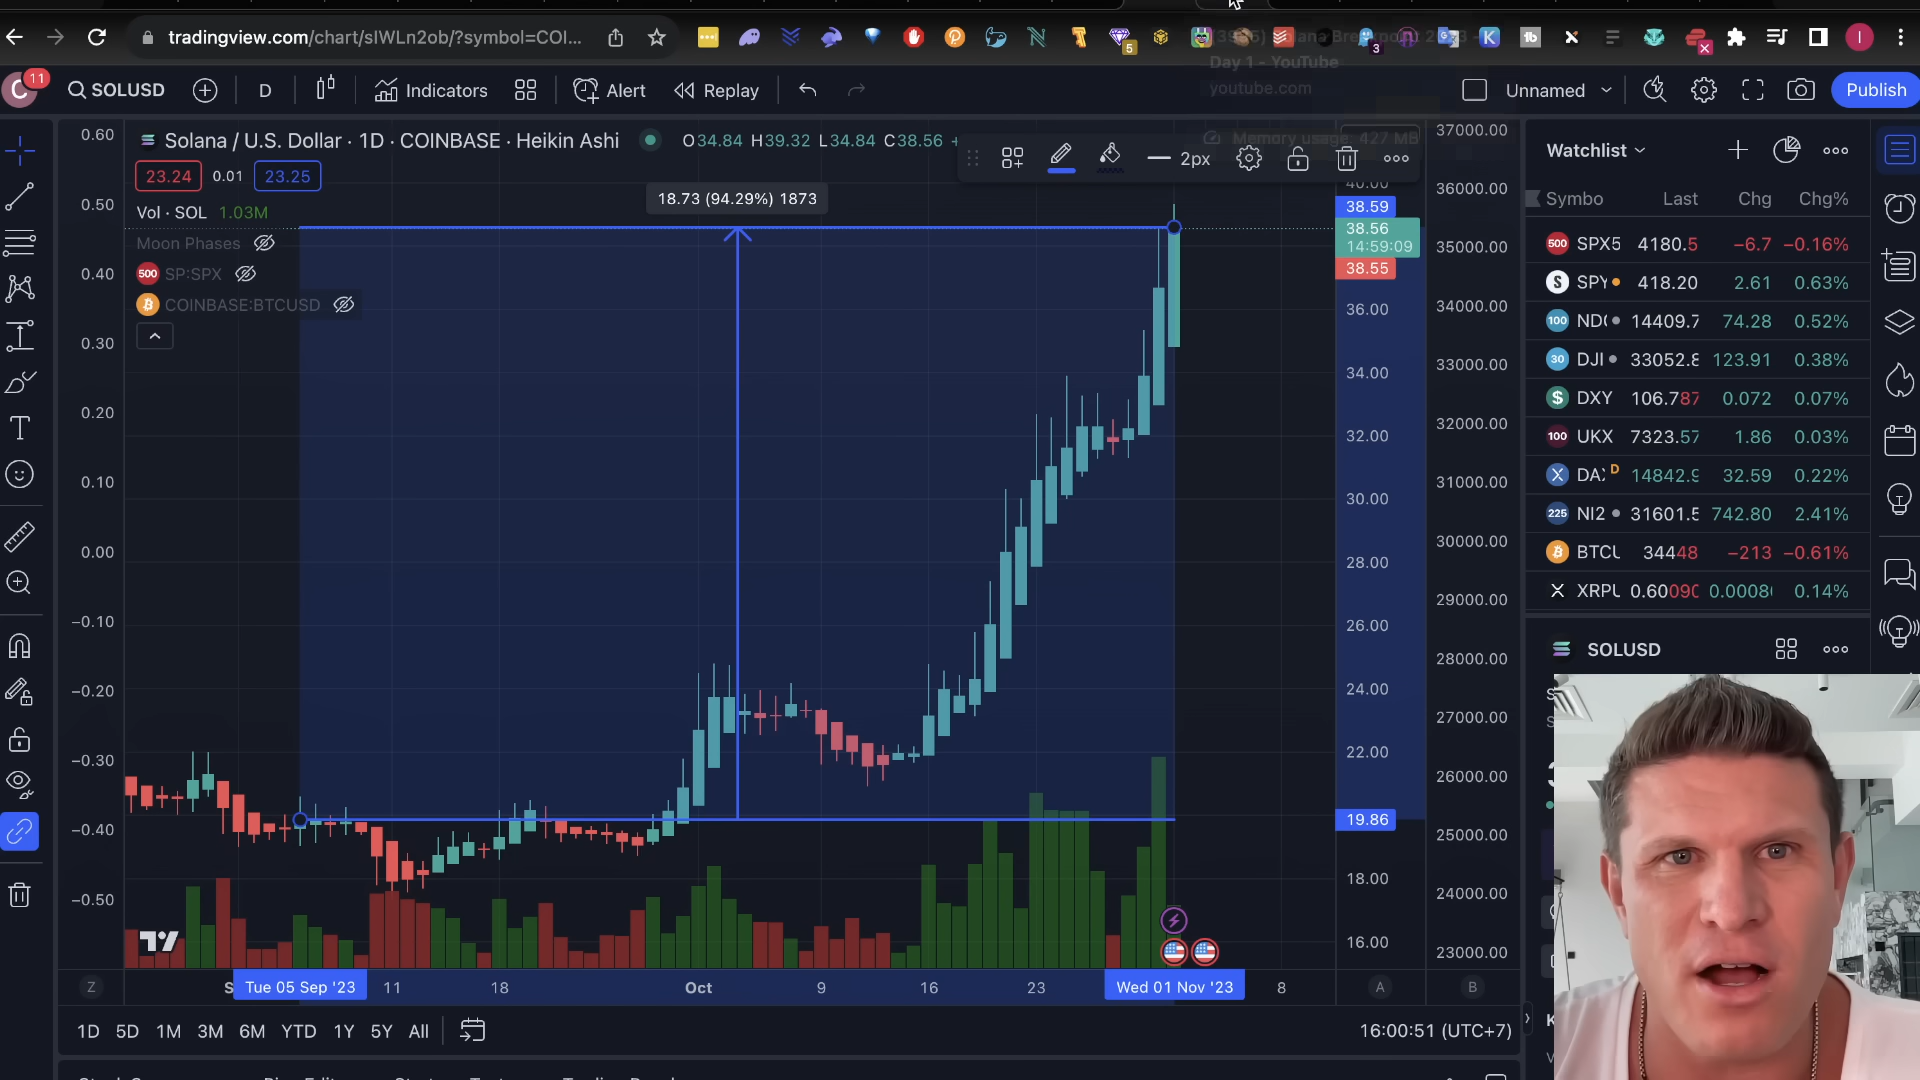 tradingview.com/chart/sIWLn2ob/?symbol=COI...
5
3
Day 1 - YouTube
youtube.com
Memory usage 427 MB
C 11 SOLUSD D Indicators Alert Replay Unnamed Publish
Solana / U.S. Dollar · 1D · COINBASE · Heikin Ashi O34.84 H39.32 L34.84 C38.56 +
23.24 0.01 23.25
2px
18.73 (94.29%) 1873
Vol · SOL 1.03M
Moon Phases
500 SP:SPX
COINBASE:BTCUSD
0.60
0.50
0.40
0.30
0.20
0.10
0.00
−0.10
−0.20
−0.30
−0.40
−0.50
40.00
38.59
38.56
14:59:09
38.55
36.00
34.00
32.00
30.00
28.00
26.00
24.00
22.00
19.86
18.00
16.00
37000.00
36000.00
35000.00
34000.00
33000.00
32000.00
31000.00
30000.00
29000.00
28000.00
27000.00
26000.00
25000.00
24000.00
23000.00
Z S Tue 05 Sep '23 11 18 Oct 9 16 23 Wed 01 Nov '23 8 A B
1D 5D 1M 3M 6M YTD 1Y 5Y All 16:00:51 (UTC+7)
Watchlist
Symbo Last Chg Chg%
500 SPX5 4180.5 −6.7 −0.16%
S SPY 418.20 2.61 0.63%
100 ND 14409.7 74.28 0.52%
30 DJI 33052.8 123.91 0.38%
$ DXY 106.787 0.072 0.07%
100 UKX 7323.57 1.86 0.03%
DA D 14842.9 32.59 0.22%
225 NI2 31601.5 742.80 2.41%
BTCU 34448 −213 −0.61%
XRPU 0.6009 0.0008 0.14%
SOLUSD